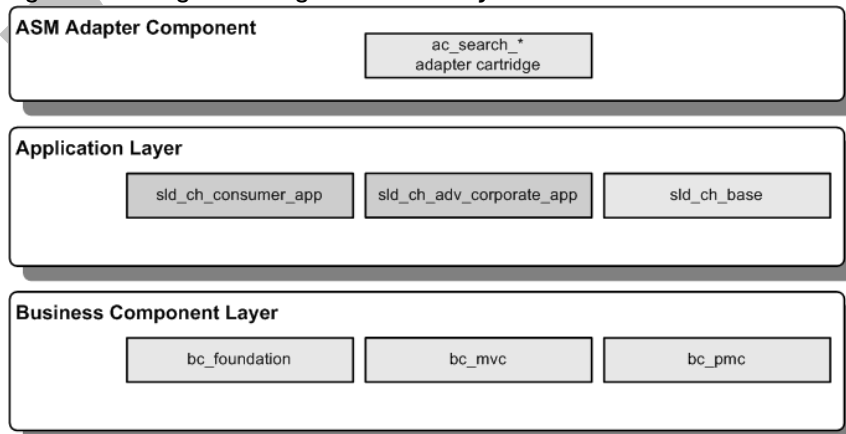 ASM Adapter Component
ac_search_*
adapter cartridge
Application Layer
sld_ch_consumer_app
sld_ch_adv_corporate_app
sld_ch_base
Business Component Layer
bc_foundation
bc_mvc
bc_pmc